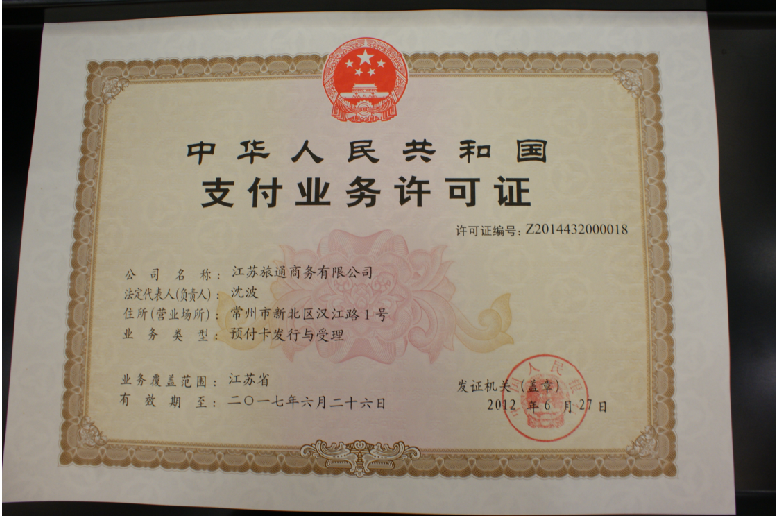 中华人民共和国
支付业务许可证
许可证编号：Z2014432000018
公司名称：江苏旅通商务有限公司
法定代表人(负责人)：沈波
住所(营业场所)：常州市新北区汉江路1号
业务类型：预付卡发行与受理
业务覆盖范围：江苏省
有效期至：二〇一七年六月二十六日
发证机关（盖章）
2012年6月27日